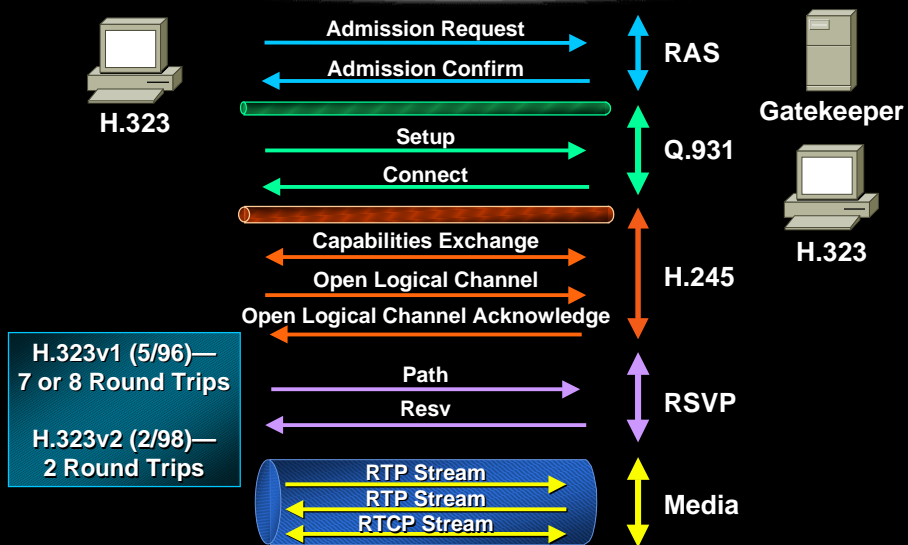 Admission Request
RAS
Admission Confirm
H.323
Gatekeeper
Setup
Q.931
Connect
H.323
Capabilities Exchange
Open Logical Channel
H.245
Open Logical Channel Acknowledge
H.323v1 (5/96)—
7 or 8 Round Trips
H.323v2 (2/98)—
2 Round Trips
Path
RSVP
Resv
RTP Stream
RTP Stream
Media
RTCP Stream